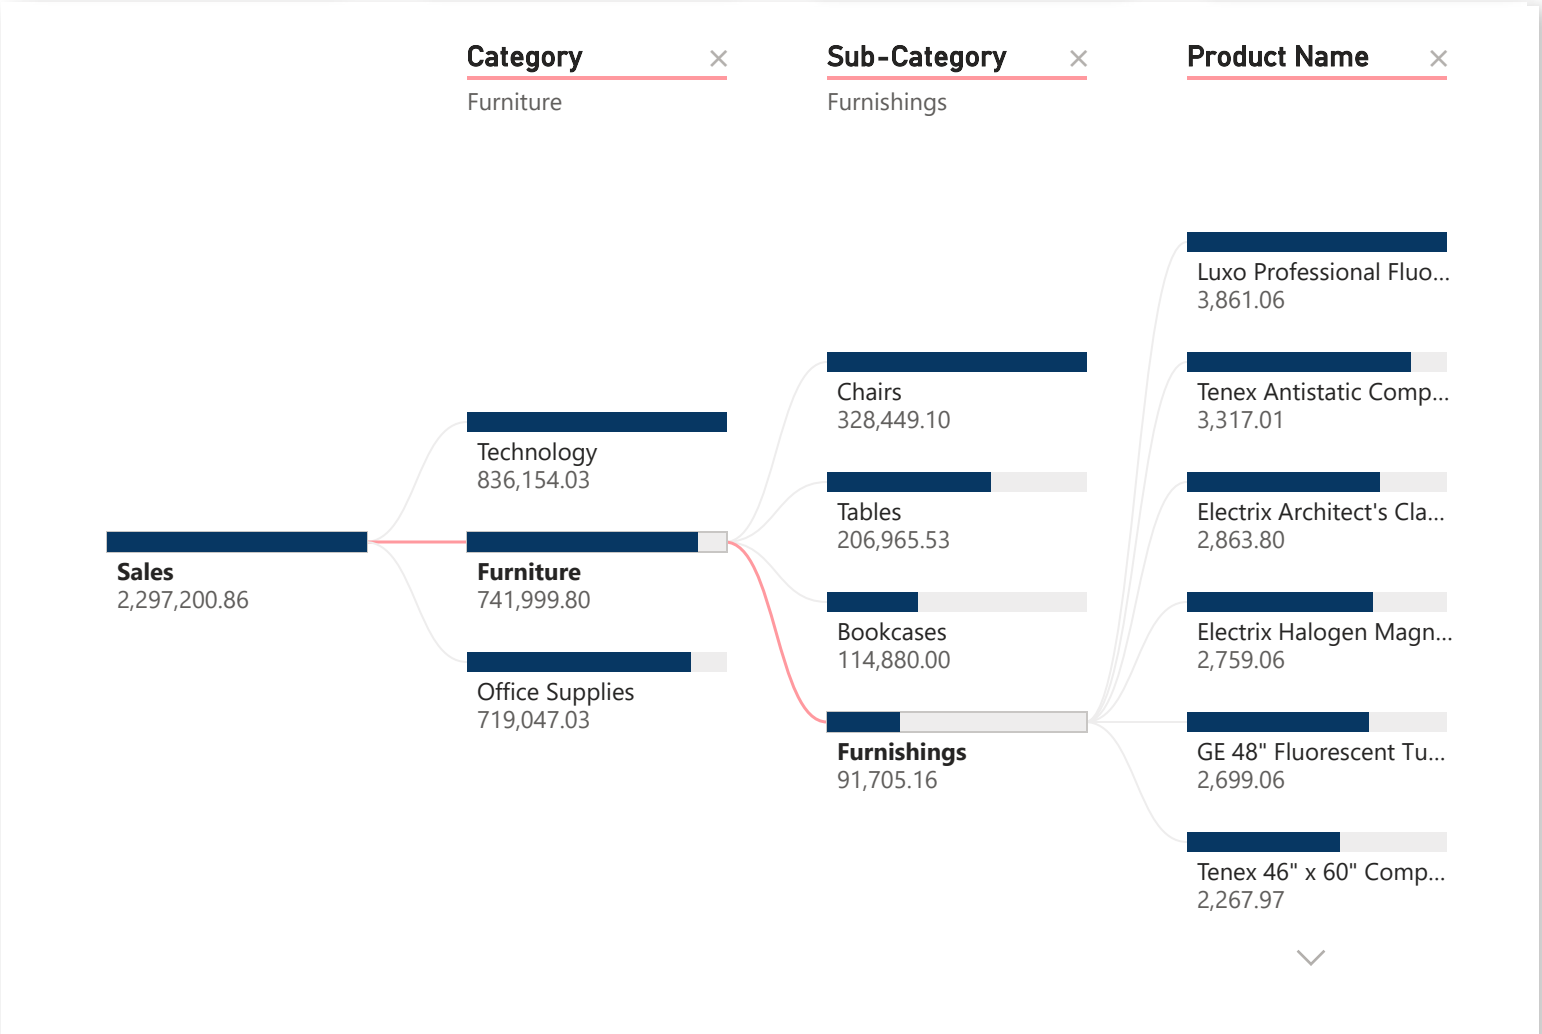 Category
Furniture
Sub-Category
Furnishings
Product Name
Sales
2,297,200.86
Technology
836,154.03
Furniture
741,999.80
Office Supplies
719,047.03
Chairs
328,449.10
Tables
206,965.53
Bookcases
114,880.00
Furnishings
91,705.16
Luxo Professional Fluo...
3,861.06
Tenex Antistatic Comp...
3,317.01
Electrix Architect's Cla...
2,863.80
Electrix Halogen Magn...
2,759.06
GE 48" Fluorescent Tu...
2,699.06
Tenex 46" x 60" Comp...
2,267.97